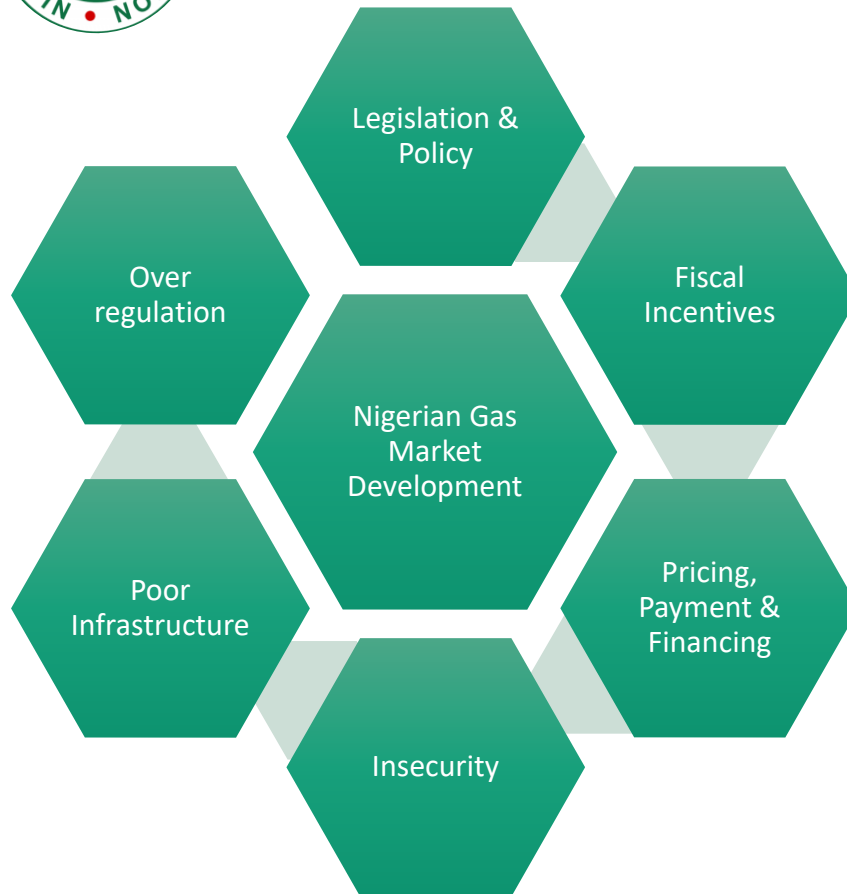 Legislation &
Policy
Over
regulation
Fiscal
Incentives
Nigerian Gas
Market
Development
Poor
Infrastructure
Pricing,
Payment &
Financing
Insecurity